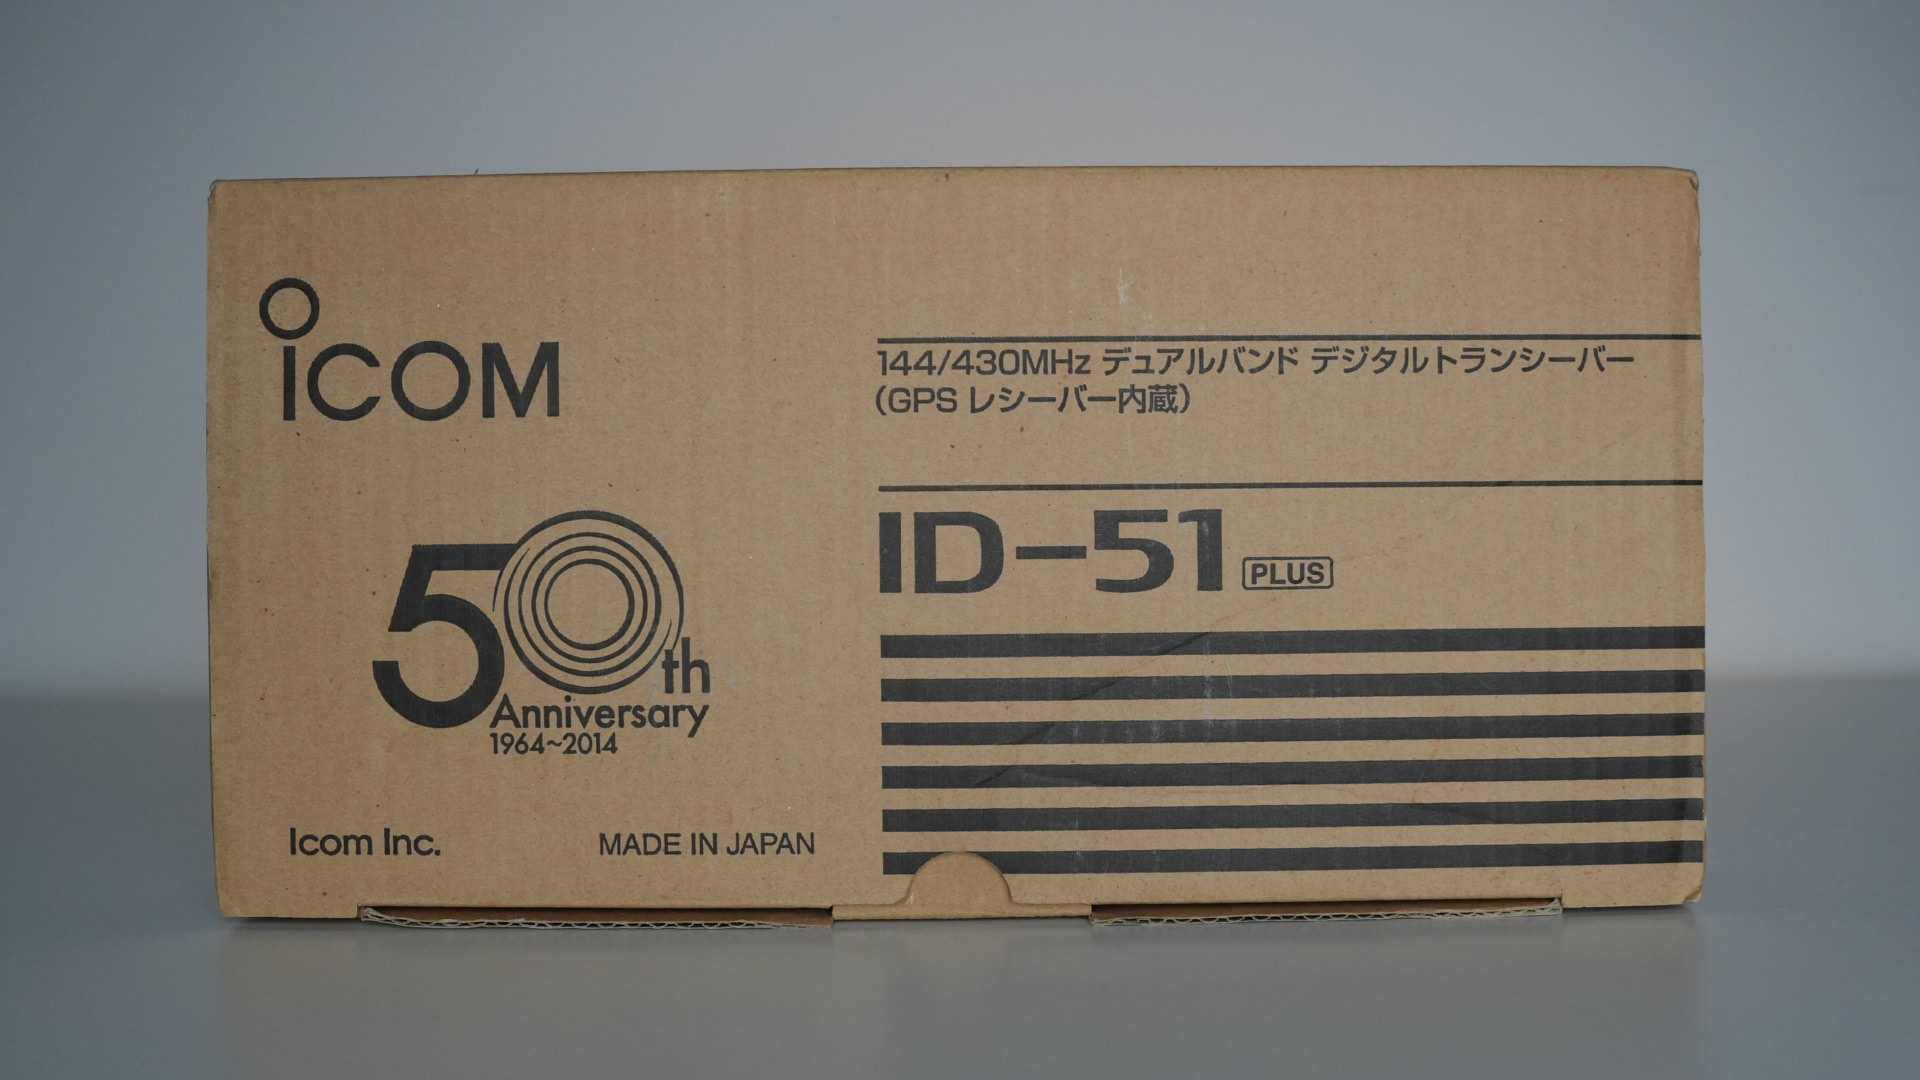 iCOM
50th
Anniversary
1964~2014
Icom Inc.
MADE IN JAPAN
144/430MHz デュアルバンド デジタルトランシーバー
(GPS レシーバー内蔵)
ID-51 PLUS